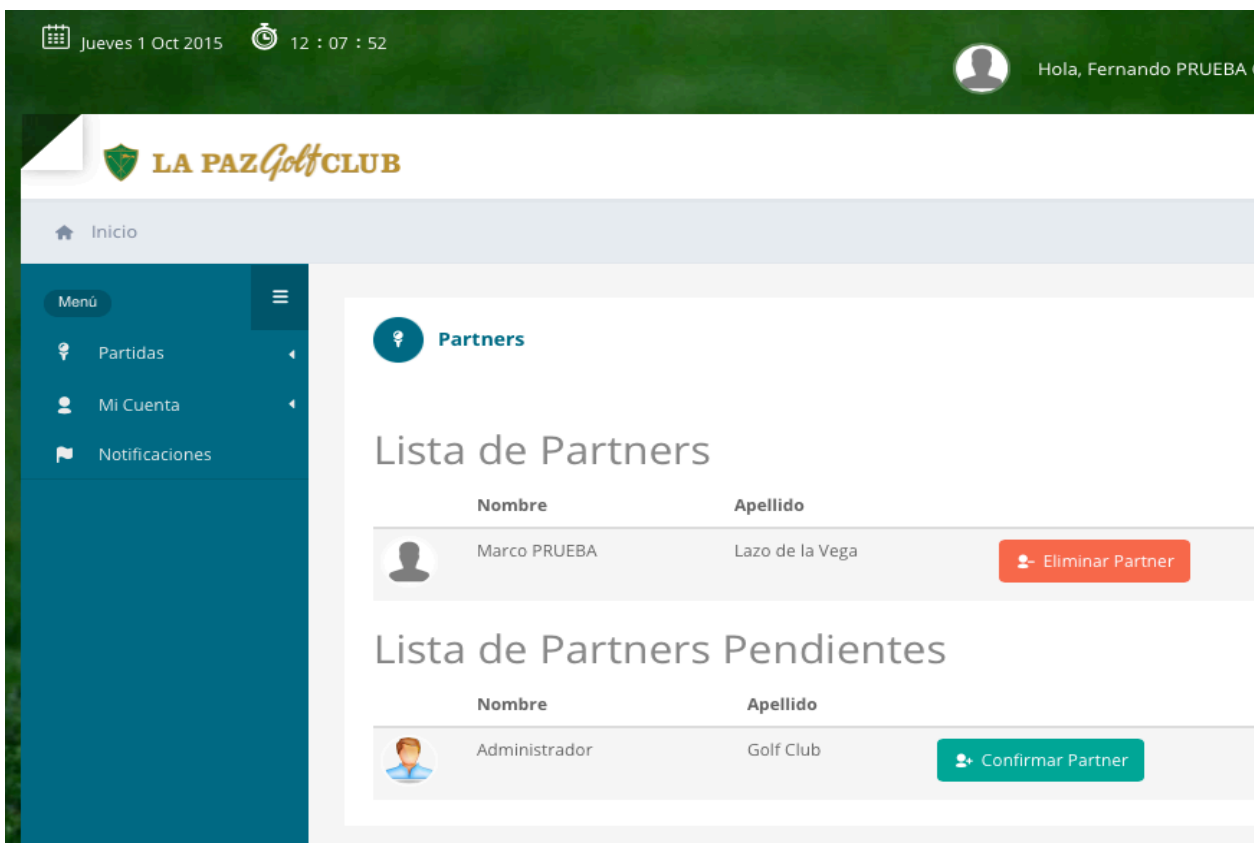 Jueves 1 Oct 2015 12 : 07 : 52
Hola, Fernando PRUEBA
LA PAZ Golf CLUB
Inicio
Menú
Partidas
Mi Cuenta
Notificaciones
Partners
Lista de Partners
Nombre Apellido
Marco PRUEBA Lazo de la Vega Eliminar Partner
Lista de Partners Pendientes
Nombre Apellido
Administrador Golf Club Confirmar Partner